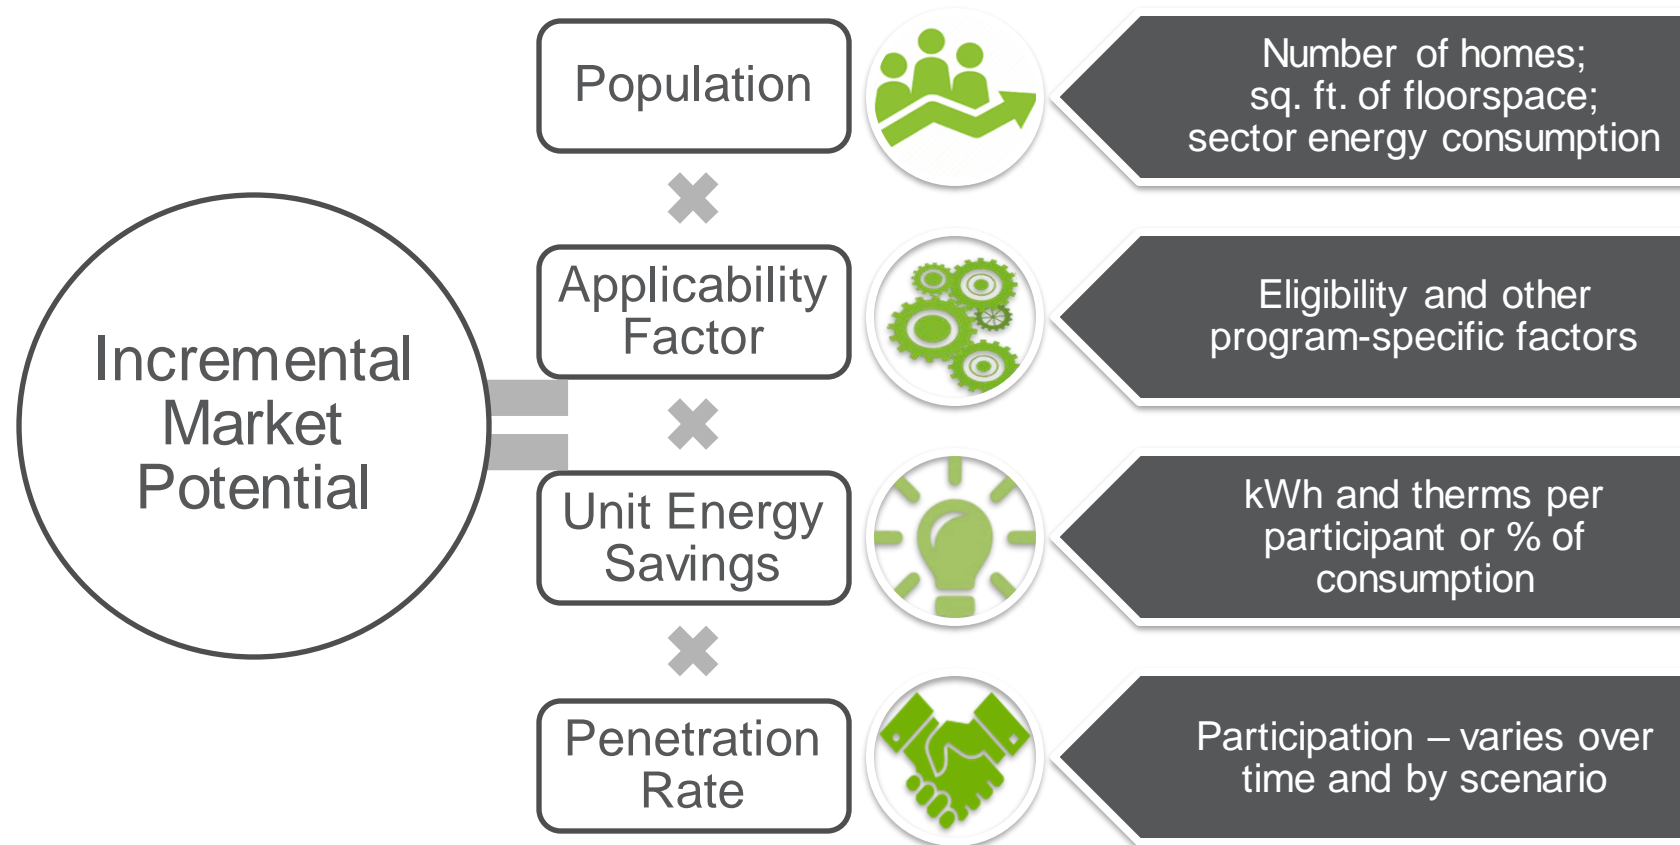 Incremental
Market
Potential
Population
Number of homes;
sq. ft. of floorspace;
sector energy consumption
Applicability
Factor
Eligibility and other
program-specific factors
Unit Energy
Savings
kWh and therms per
participant or % of
consumption
Penetration
Rate
Participation – varies over
time and by scenario